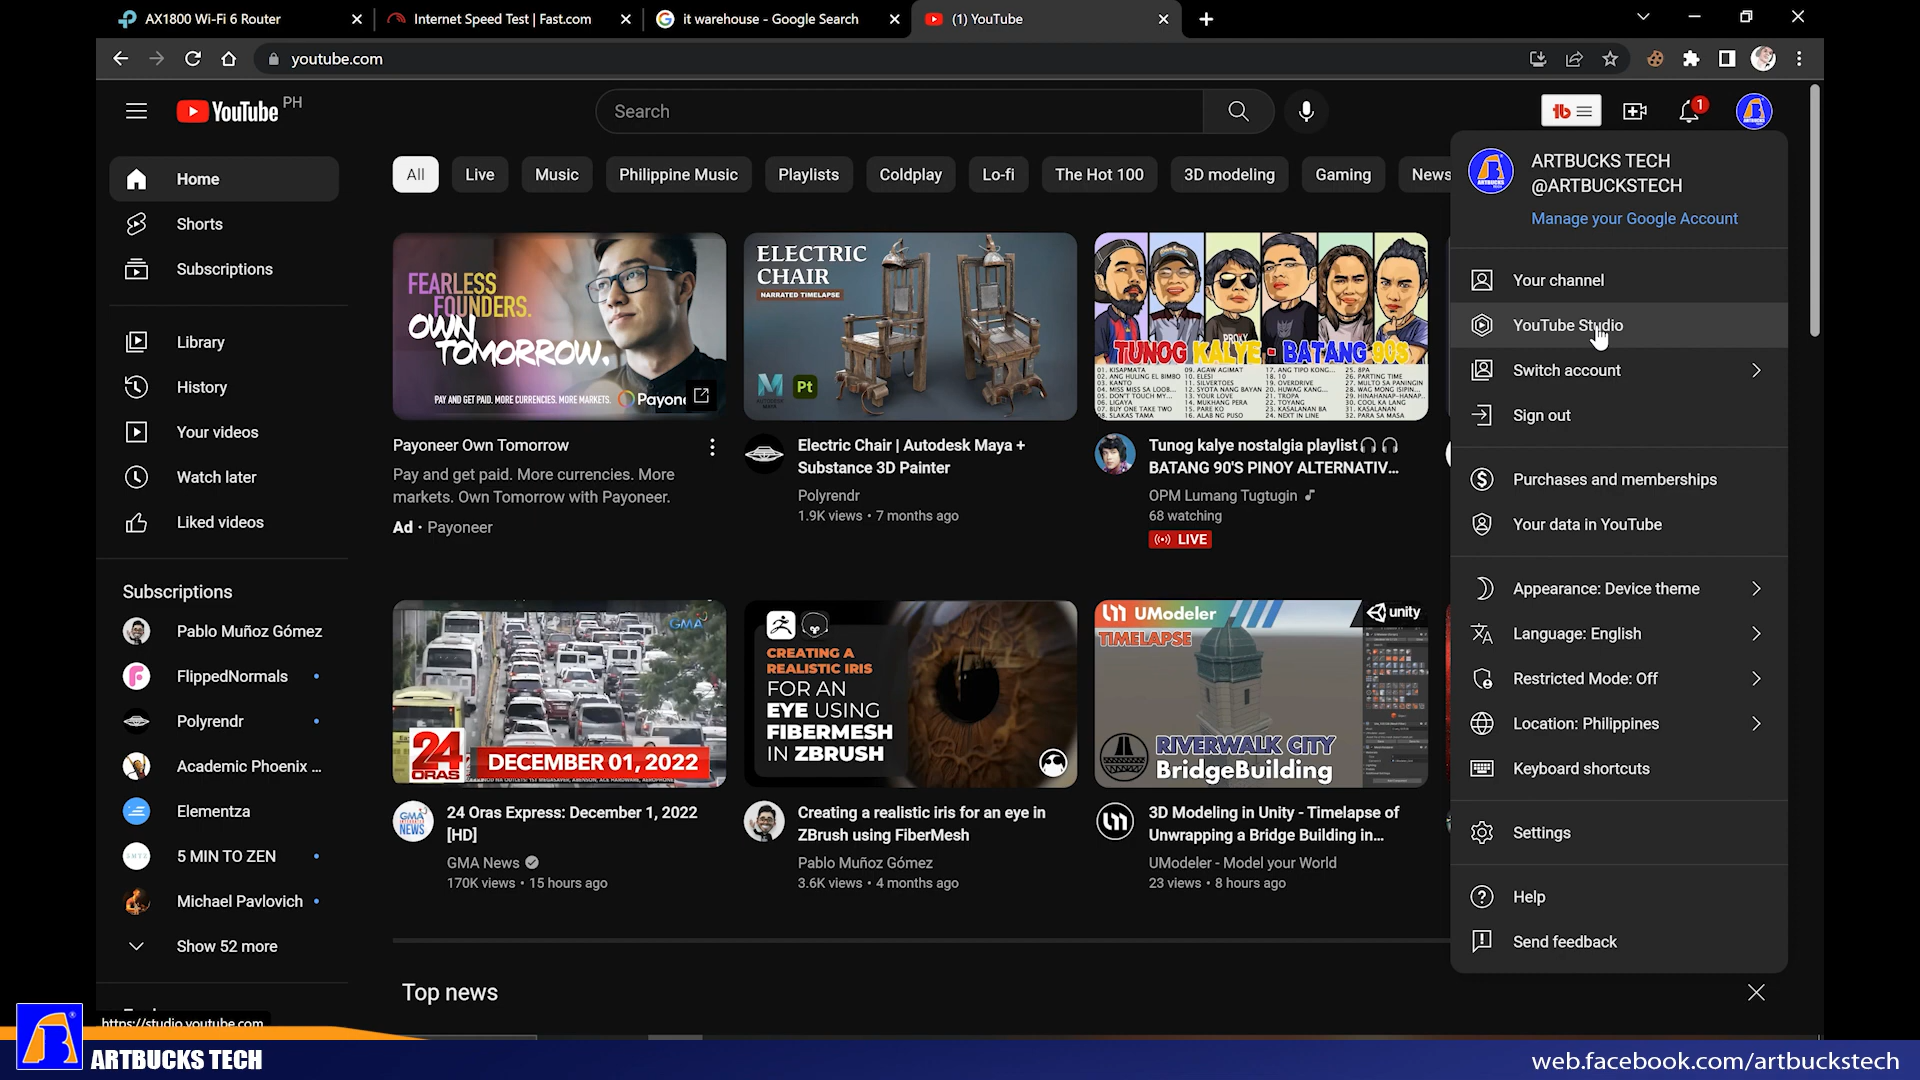 AX1800 Wi-Fi 6 Router
Internet Speed Test | Fast.com
it warehouse - Google Search
(1) YouTube
youtube.com
YouTube PH
Search
1
Home
Shorts
Subscriptions
Library
History
Your videos
Watch later
Liked videos
Subscriptions
Pablo Muñoz Gómez
FlippedNormals
Polyrendr
Academic Phoenix ...
Elementza
5 MIN TO ZEN
Michael Pavlovich
Show 52 more
https://studio.youtube.com
All
Live
Music
Philippine Music
Playlists
Coldplay
Lo-fi
The Hot 100
3D modeling
Gaming
News
FEARLESS
FOUNDERS.
OWN
TOMORROW.
PAY AND GET PAID. MORE CURRENCIES. MORE MARKETS.
Payone
Payoneer Own Tomorrow
Pay and get paid. More currencies. More
markets. Own Tomorrow with Payoneer.
Ad • Payoneer
ELECTRIC
CHAIR
NARRATED TIMELAPSE
Pt
Electric Chair | Autodesk Maya +
Substance 3D Painter
Polyrendr
1.9K views • 7 months ago
TUNOG KALYE - BATANG 90S
Tunog kalye nostalgia playlist🎧 🎧
BATANG 90'S PINOY ALTERNATIV...
OPM Lumang Tugtugin
68 watching
LIVE
GMA
24
ORAS
DECEMBER 01, 2022
24 Oras Express: December 1, 2022
[HD]
GMA News
170K views • 15 hours ago
CREATING A
REALISTIC IRIS
FOR AN
EYE USING
FIBERMESH
IN ZBRUSH
Creating a realistic iris for an eye in
ZBrush using FiberMesh
Pablo Muñoz Gómez
3.6K views • 4 months ago
UModeler
unity
TIMELAPSE
RIVERWALK CITY
BridgeBuilding
3D Modeling in Unity - Timelapse of
Unwrapping a Bridge Building in...
UModeler - Model your World
23 views • 8 hours ago
Top news
ARTBUCKS TECH
@ARTBUCKSTECH
Manage your Google Account
Your channel
YouTube Studio
Switch account
Sign out
Purchases and memberships
Your data in YouTube
Appearance: Device theme
Language: English
Restricted Mode: Off
Location: Philippines
Keyboard shortcuts
Settings
Help
Send feedback
ARTBUCKS TECH
web.facebook.com/artbuckstech